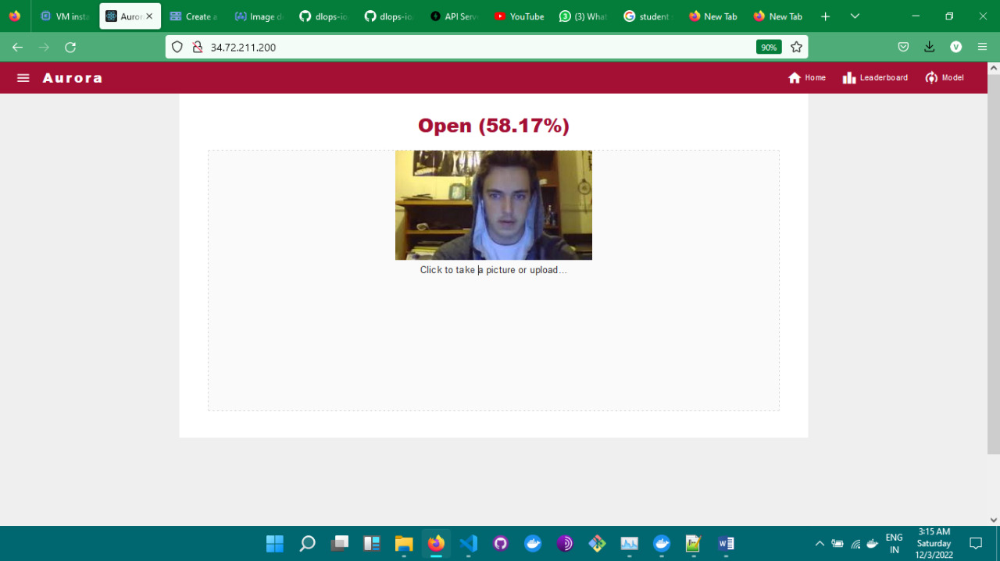 VM insta
Auror
Create a
Image d
dlops-io
dlops-io
API Serv
YouTube
(3) What
student
New Tab
New Tab
34.72.211.200
90%
V
Aurora
Home
Leaderboard
Model
Open (58.17%)
Click to take a picture or upload...
ENG
IN
3:15 AM
Saturday
12/3/2022